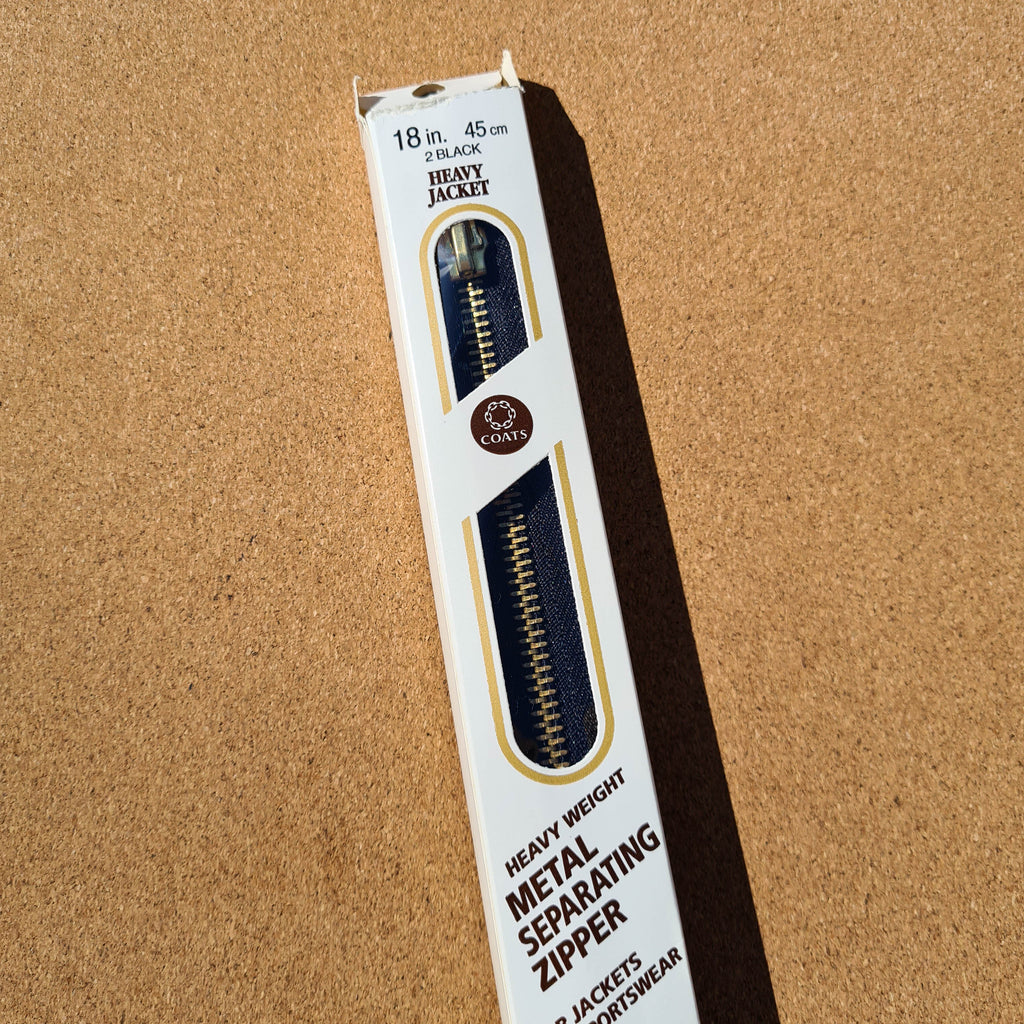 18 in. 45 cm
2 BLACK
HEAVY
JACKET
COATS
HEAVY WEIGHT
METAL
SEPARATING
ZIPPER
JACKETS